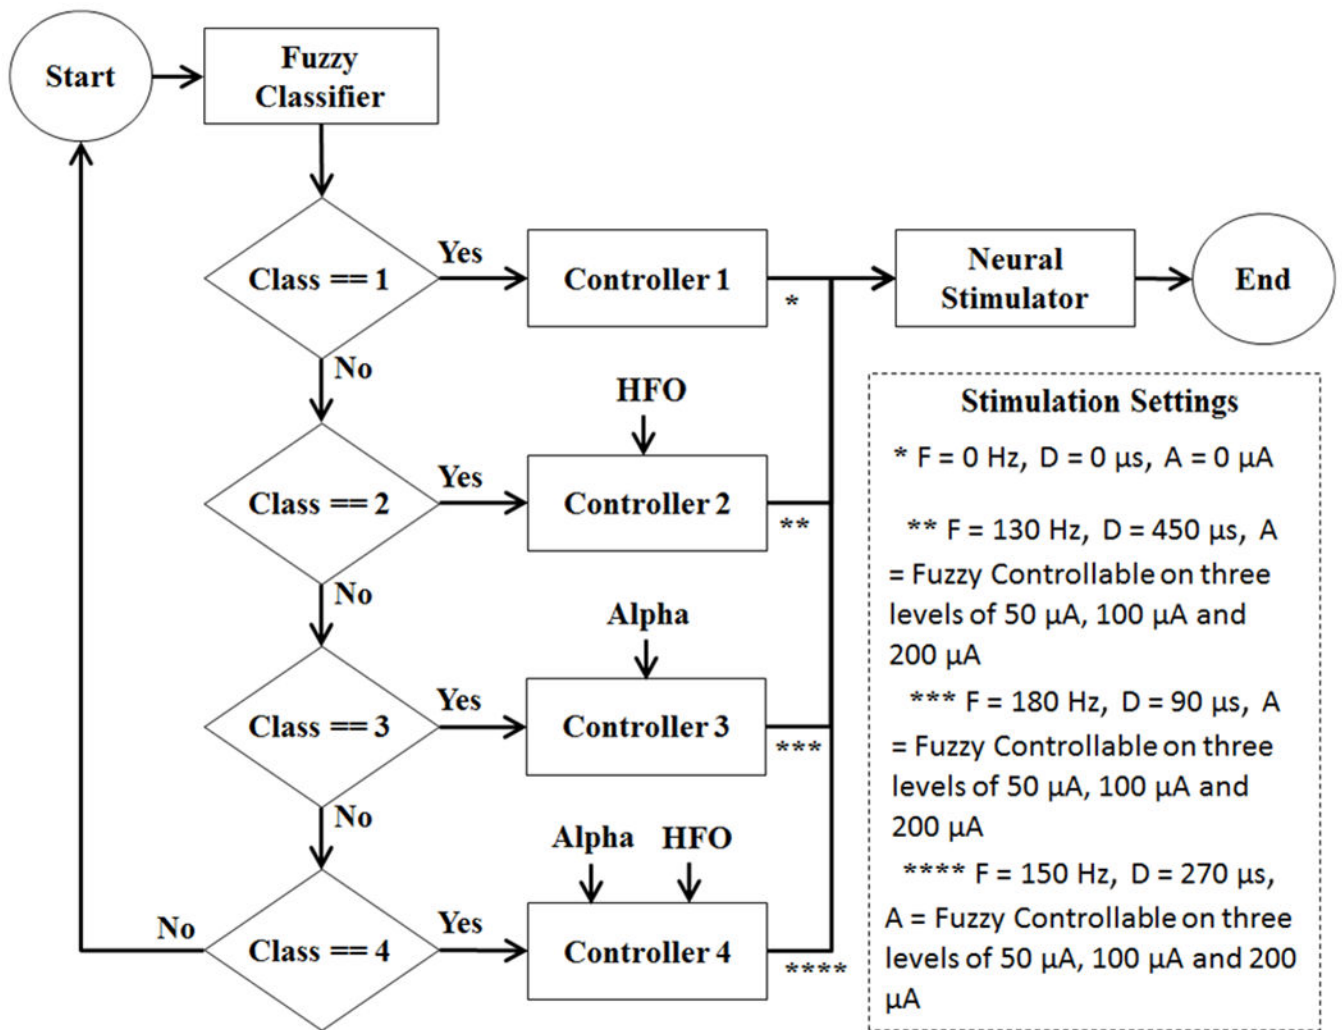 Start
Fuzzy
Classifier
Class == 1
Yes
Controller 1
*
Neural
Stimulator
End
No
HFO
Class == 2
Yes
Controller 2
**
No
Alpha
Class == 3
Yes
Controller 3
***
No
Alpha HFO
No
Class == 4
Yes
Controller 4
****
Stimulation Settings
* F = 0 Hz, D = 0 µs, A = 0 µA
** F = 130 Hz, D = 450 µs, A
= Fuzzy Controllable on three
levels of 50 µA, 100 µA and
200 µA
*** F = 180 Hz, D = 90 µs, A
= Fuzzy Controllable on three
levels of 50 µA, 100 µA and
200 µA
**** F = 150 Hz, D = 270 µs,
A = Fuzzy Controllable on three
levels of 50 µA, 100 µA and 200
µA